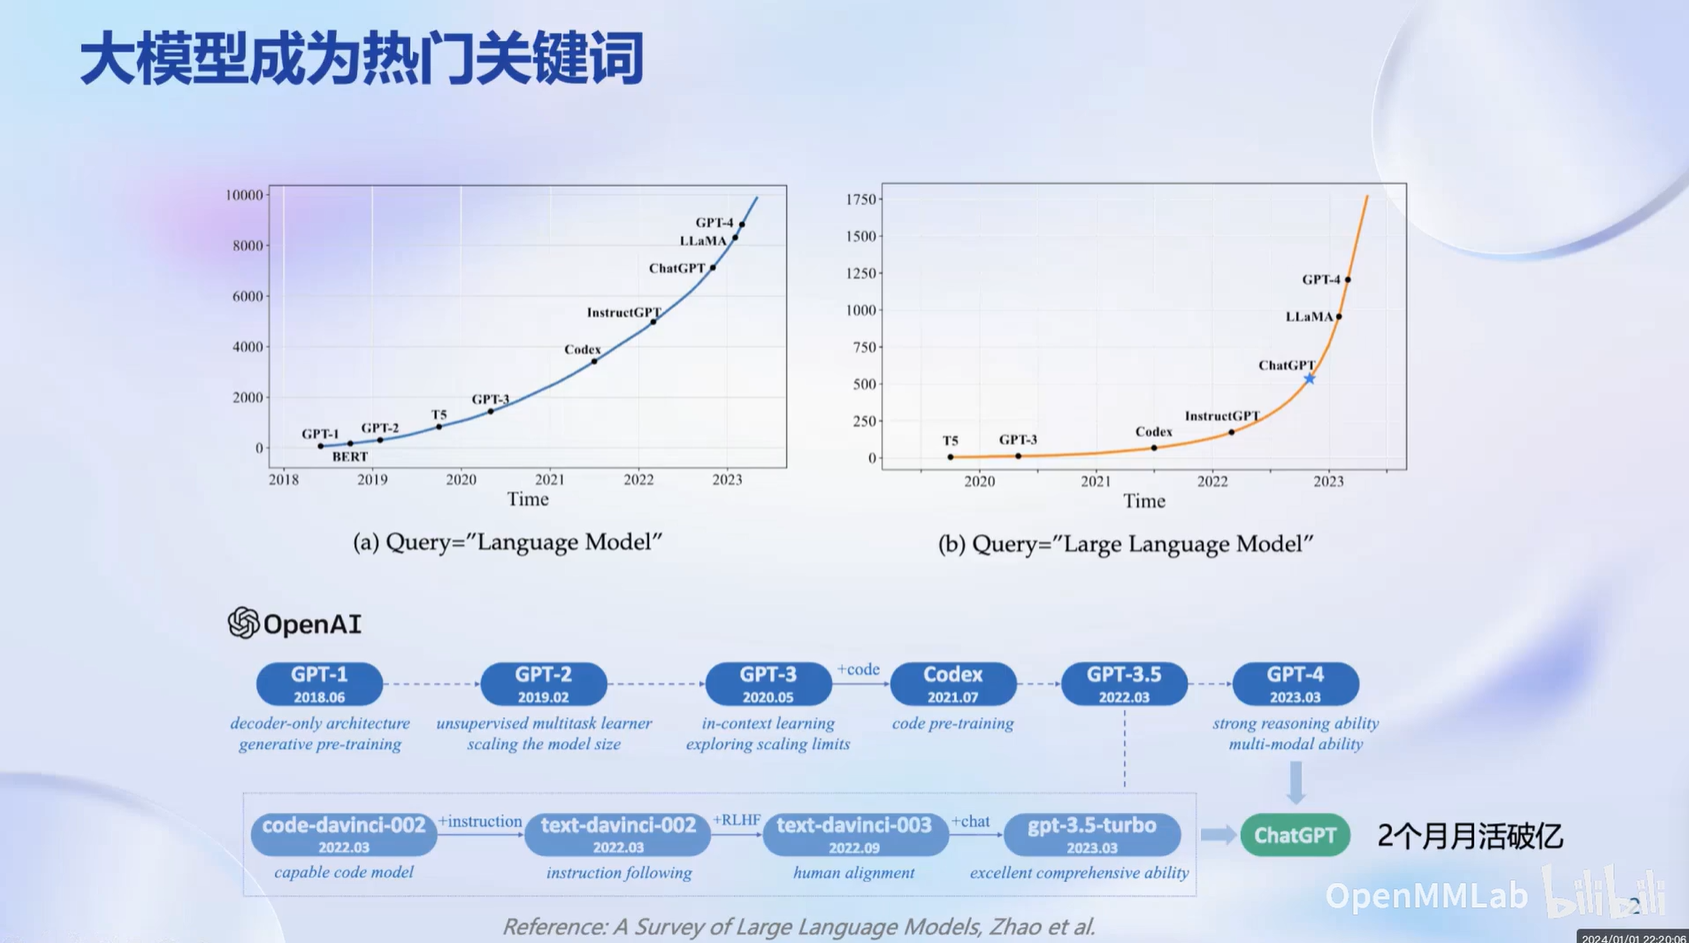 大模型成为热门关键词
10000
8000
6000
4000
2000
0
GPT-1
BERT
GPT-2
T5
GPT-3
Codex
InstructGPT
ChatGPT
LLaMA
GPT-4
2018 2019 2020 2021 2022 2023
Time
(a) Query="Language Model"
1750
1500
1250
1000
750
500
250
0
T5
GPT-3
Codex
InstructGPT
ChatGPT
LLaMA
GPT-4
2020 2021 2022 2023
Time
(b) Query="Large Language Model"
OpenAI
GPT-1
2018.06
decoder-only architecture
generative pre-training
GPT-2
2019.02
unsupervised multitask learner
scaling the model size
GPT-3
2020.05
in-context learning
exploring scaling limits
+code
Codex
2021.07
code pre-training
GPT-3.5
2022.03
GPT-4
2023.03
strong reasoning ability
multi-modal ability
code-davinci-002
2022.03
capable code model
+instruction
text-davinci-002
2022.03
instruction following
+RLHF
text-davinci-003
2022.09
human alignment
+chat
gpt-3.5-turbo
2023.03
excellent comprehensive ability
ChatGPT
2个月月活破亿
OpenMMLab bilibili
2
Reference: A Survey of Large Language Models, Zhao et al.
2024/01/01 22:20:06